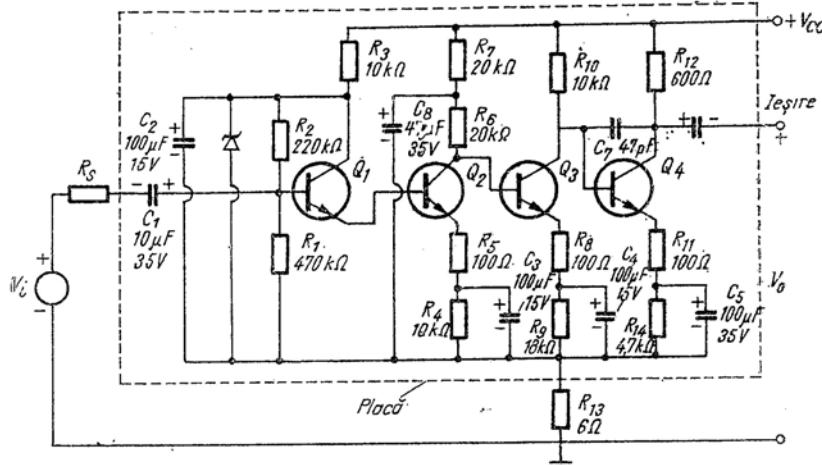 + V_CC
R3
10kΩ
R7
20kΩ
R10
10kΩ
R12
600Ω
Ieșire
+
C2
100μF
15V
R2
220kΩ
C8
35V
R6
20kΩ
C7 47pF
RS
Q1
Q2
Q3
Q4
C1
10μF
35V
R1
470kΩ
R5
100Ω
C3
100μF
15V
R8
100Ω
C4
100μF
15V
R11
100Ω
Vi
Vo
R4
10kΩ
R9
18kΩ
R14
4,7kΩ
C5
100μF
35V
Placă
R13
6Ω